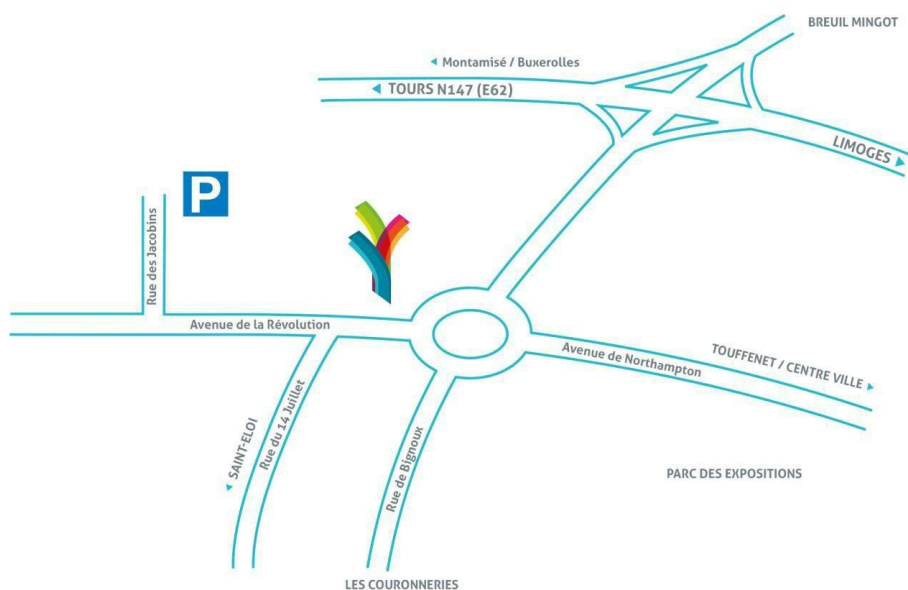 BREUIL MINGOT
Montamisé / Buxerolles
TOURS N147 (E62)
LIMOGES
P
Rue des Jacobins
Avenue de la Révolution
Avenue de Northampton
TOUFFENET / CENTRE VILLE
SAINT-ELOI
Rue du 14 Juillet
Rue de Bignoux
PARC DES EXPOSITIONS
LES COURONNERIES